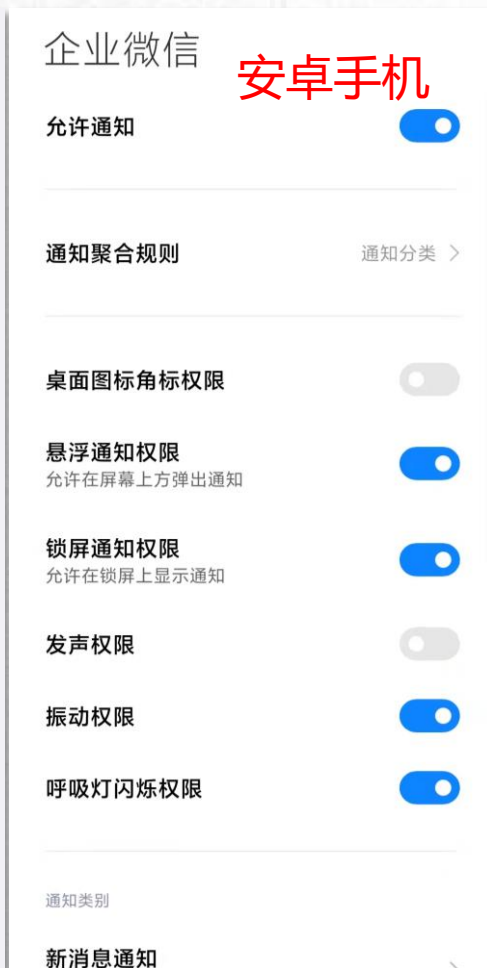 企业微信
安卓手机
允许通知
通知聚合规则
通知分类
桌面图标角标权限
悬浮通知权限
允许在屏幕上方弹出通知
锁屏通知权限
允许在锁屏上显示通知
发声权限
振动权限
呼吸灯闪烁权限
通知类别
新消息通知